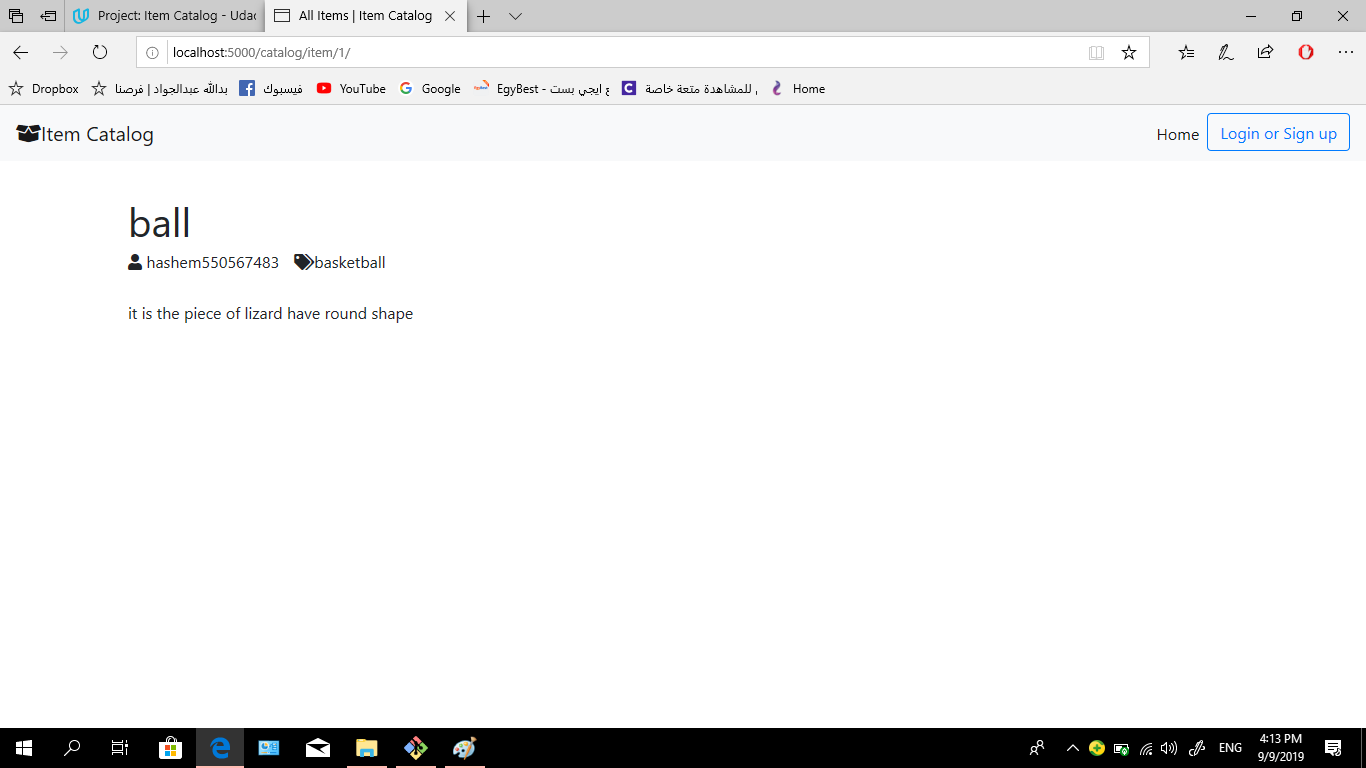 Project: Item Catalog - Udac
All Items | Item Catalog
localhost:5000/catalog/item/1/
Dropbox
بدالله عبدالجواد | فرصنا
فيسبوك
YouTube
Google
EgyBest - ع ايجي بست
للمشاهدة متعة خاصة
Home
Item Catalog
Home
Login or Sign up
ball
hashem550567483
basketball
it is the piece of lizard have round shape
ENG
4:13 PM
9/9/2019